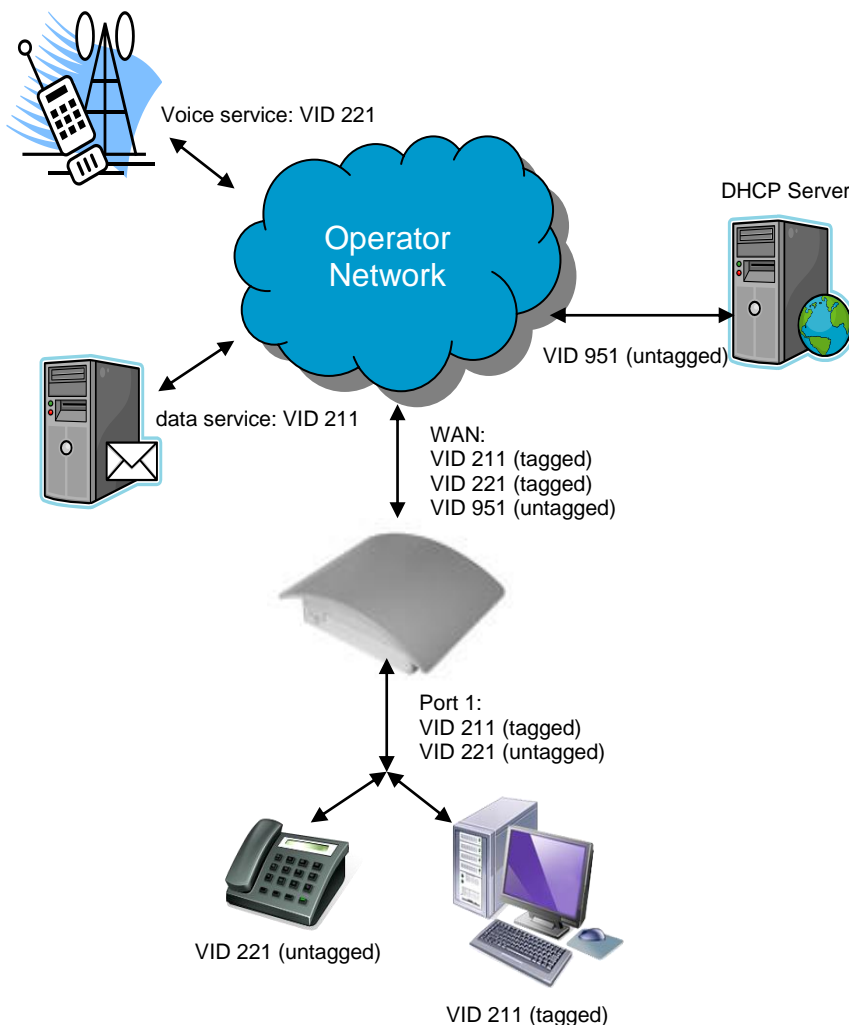 Voice service: VID 221
DHCP Server
Operator
Network
VID 951 (untagged)
data service: VID 211
WAN:
VID 211 (tagged)
VID 221 (tagged)
VID 951 (untagged)
Port 1:
VID 211 (tagged)
VID 221 (untagged)
VID 221 (untagged)
VID 211 (tagged)